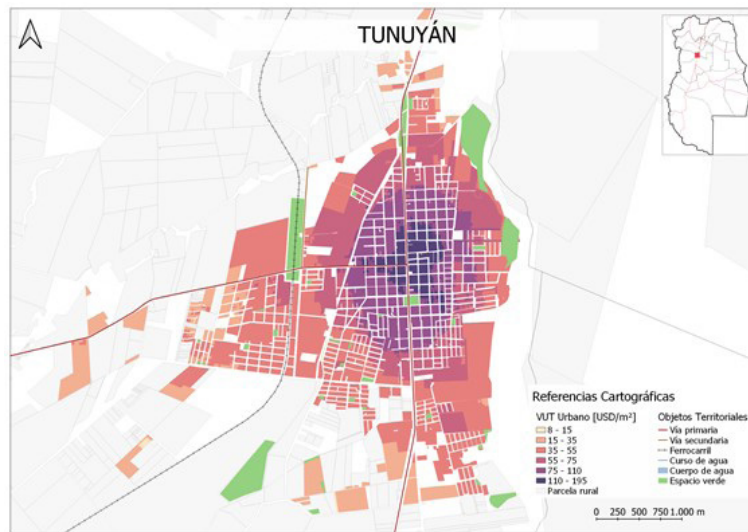 TUNUYÁN
Referencias Cartográficas
VUT Urbano [USD/m²]
8 - 15
15 - 35
35 - 55
55 - 75
75 - 110
110 - 195
Parcela rural
Objetos Territoriales
Vía primaria
Vía secundaria
Ferrocarril
Curso de agua
Cuerpo de agua
Espacio verde
0 250 500 750 1.000 m